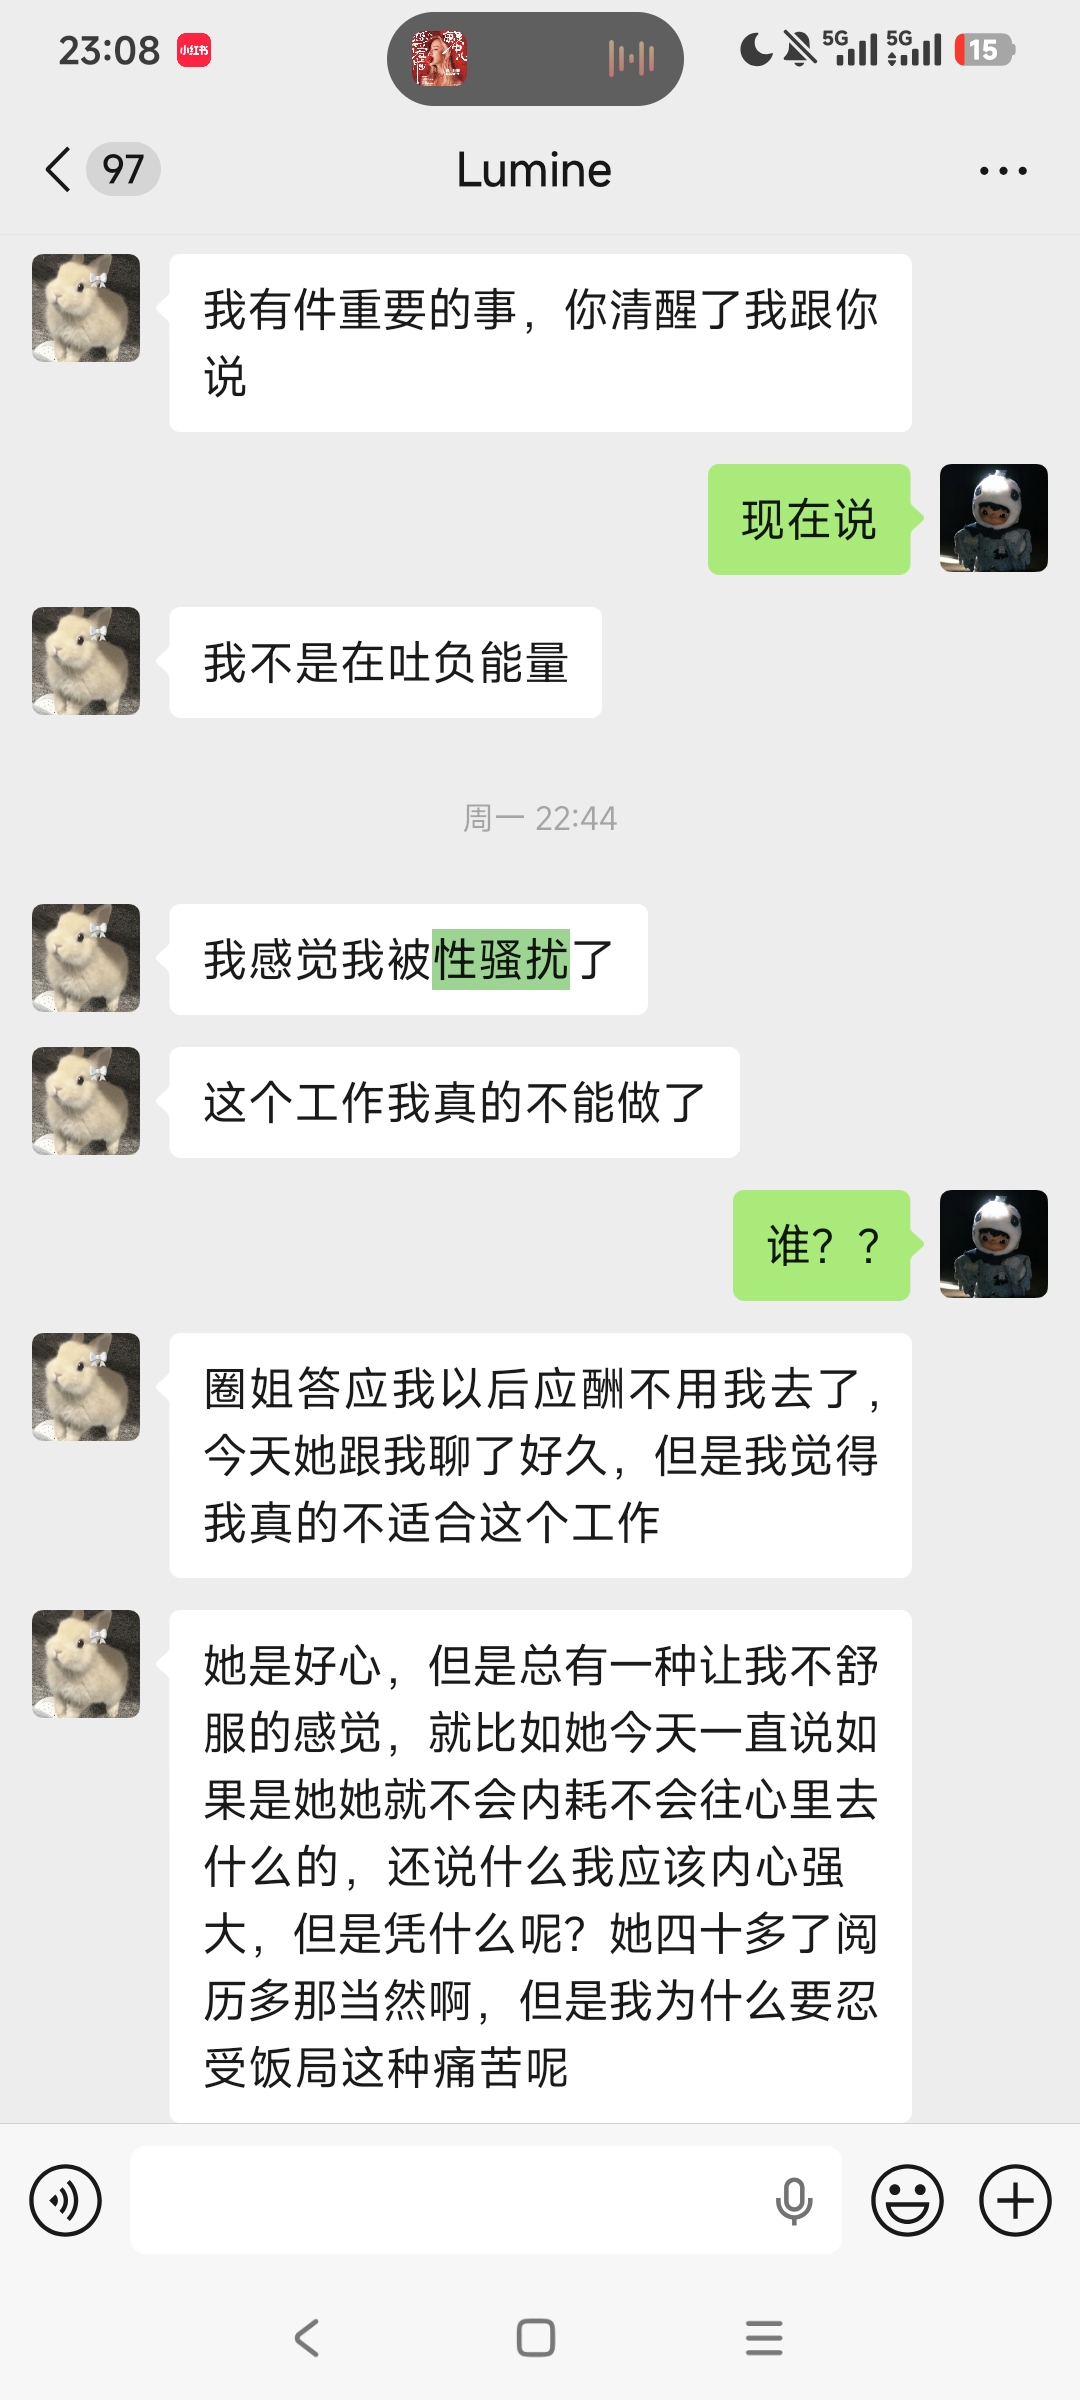 23:08
小红书
5G
5G
15
97
Lumine
我有件重要的事，你清醒了我跟你
说
现在说
我不是在吐负能量
周一 22:44
我感觉我被性骚扰了
这个工作我真的不能做了
谁？？
圈姐答应我以后应酬不用我去了，
今天她跟我聊了好久，但是我觉得
我真的不适合这个工作
她是好心，但是总有一种让我不舒
服的感觉，就比如她今天一直说如
果是她她就不会内耗不会往心里去
什么的，还说什么我应该内心强
大，但是凭什么呢？她四十多了阅
历多那当然啊，但是我为什么要忍
受饭局这种痛苦呢